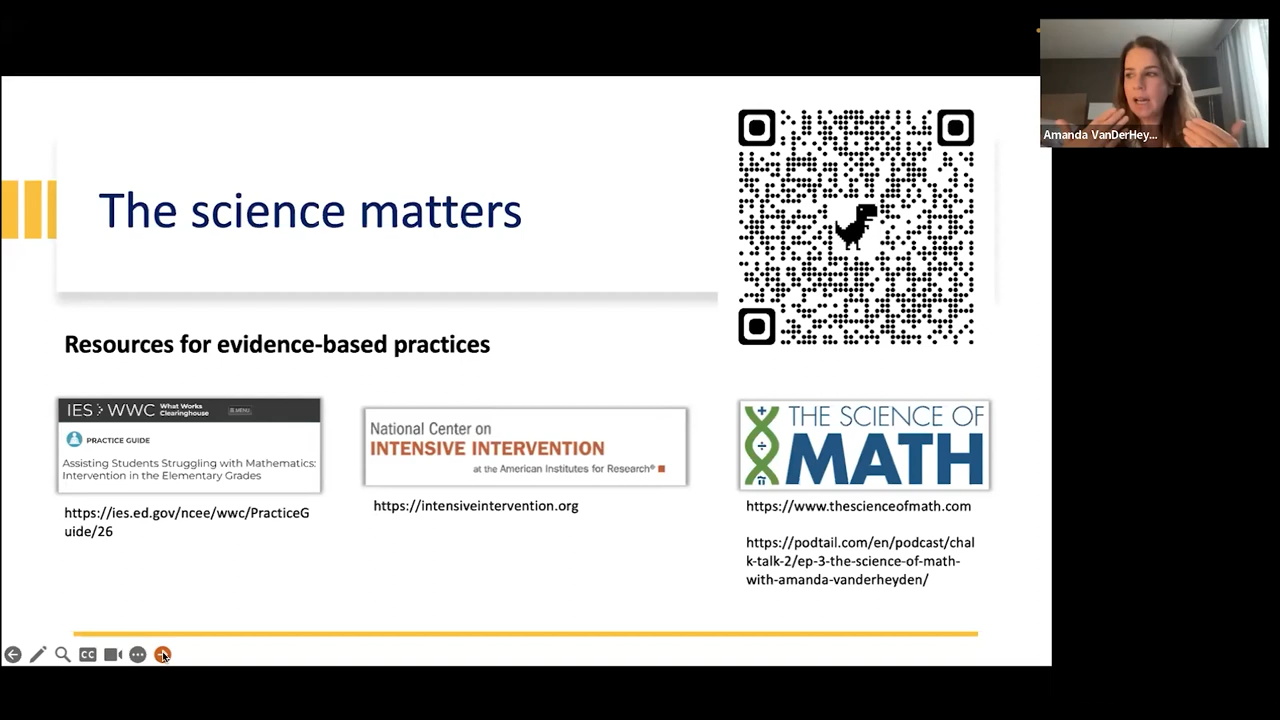 Amanda VanDerHey...
The science matters
Resources for evidence-based practices
IES WWC What Works Clearinghouse MENU
PRACTICE GUIDE
Assisting Students Struggling with Mathematics:
Intervention in the Elementary Grades
https://ies.ed.gov/ncee/wwc/PracticeG
uide/26
National Center on
INTENSIVE INTERVENTION
at the American Institutes for Research®
https://intensiveintervention.org
THE SCIENCE OF
MATH
https://www.thescienceofmath.com
https://podtail.com/en/podcast/chal
k-talk-2/ep-3-the-science-of-math-
with-amanda-vanderheyden/
CC